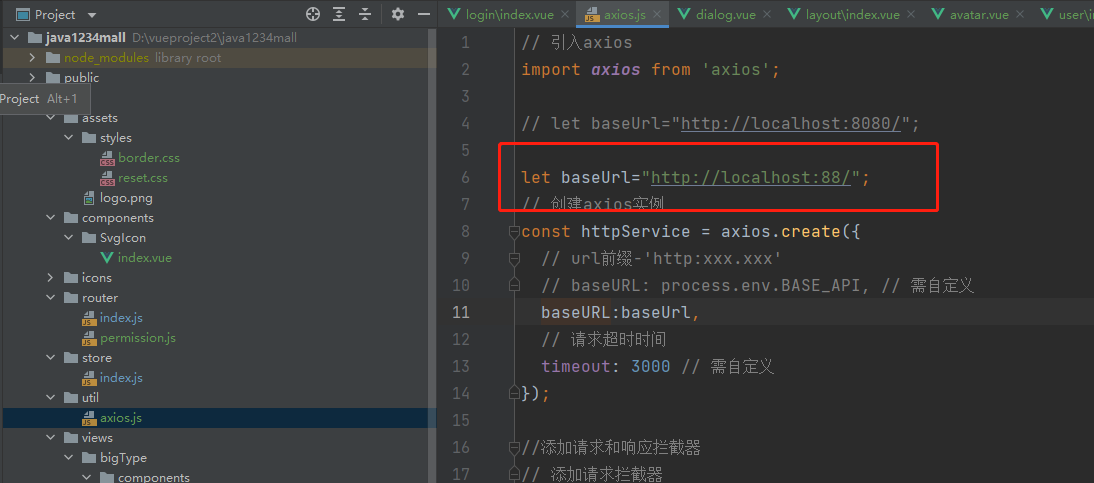 Project
login\index.vue
axios.js
dialog.vue
layout\index.vue
avatar.vue
user\i
java1234mall D:\vueproject2\java1234mall
node_modules library root
public
Project Alt+1
assets
styles
border.css
reset.css
logo.png
components
SvgIcon
index.vue
icons
router
index.js
permission.js
store
index.js
util
axios.js
views
bigType
components
1 // 引入axios
2 import axios from 'axios';
3
4 // let baseUrl="http://localhost:8080/";
5
6 let baseUrl="http://localhost:88/";
7 // 创建axios实例
8 const httpService = axios.create({
9 // url前缀-'http:xxx.xxx'
10 // baseURL: process.env.BASE_API, // 需自定义
11 baseURL:baseUrl,
12 // 请求超时时间
13 timeout: 3000 // 需自定义
14 });
15
16 //添加请求和响应拦截器
17 // 添加请求拦截器